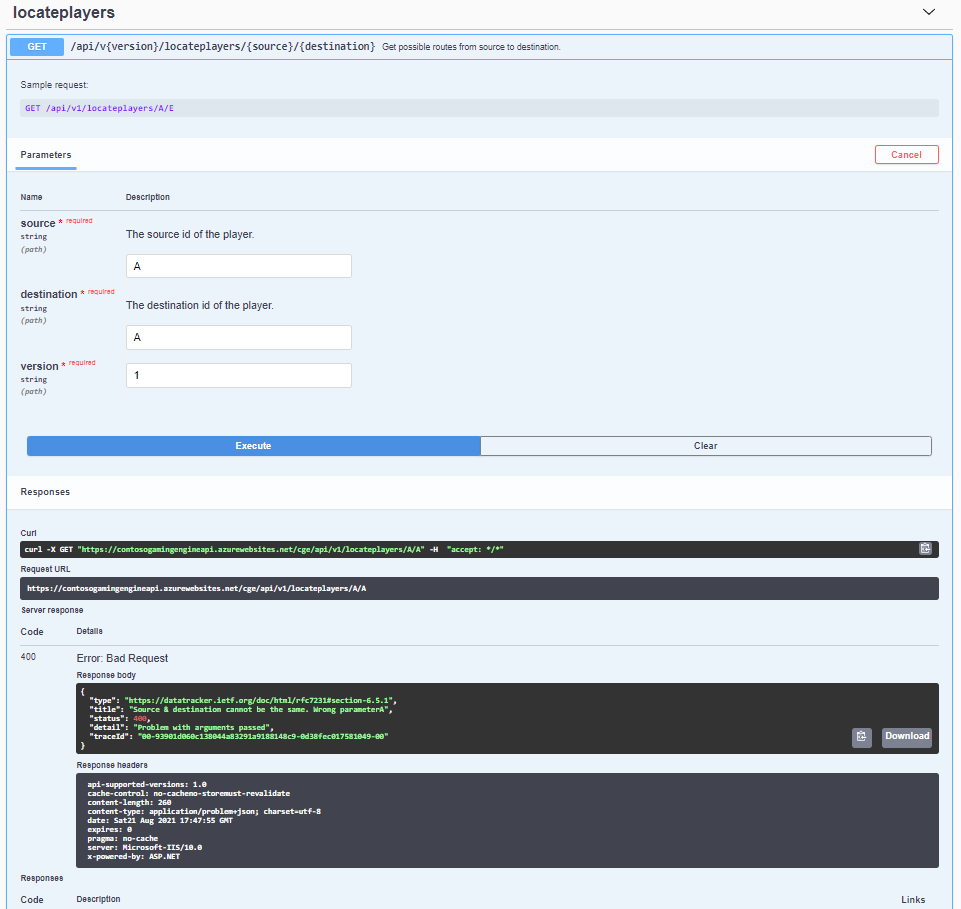 locateplayers
GET /api/v{version}/locateplayers/{source}/{destination} Get possible routes from source to destination.
Sample request:
GET /api/v1/locateplayers/A/E
Parameters Cancel
Name Description
source * required
string
(path)
The source id of the player.
A
destination * required
string
(path)
The destination id of the player.
A
version * required
string
(path)
1
Execute Clear
Responses
Curl
curl -X GET "https://contosogamingengineapi.azurewebsites.net/cge/api/v1/locateplayers/A/A" -H "accept: */*"
Request URL
https://contosogamingengineapi.azurewebsites.net/cge/api/v1/locateplayers/A/A
Server response
Code Details
400 Error: Bad Request
Response body
{
"type": "https://datatracker.ietf.org/doc/html/rfc7231#section-6.5.1",
"title": "Source & destination cannot be the same. Wrong parameterA",
"status": 400,
"detail": "Problem with arguments passed",
"traceId": "00-93901d060c138044a83291a9188148c9-0d38fec017581049-00"
}
Download
Response headers
api-supported-versions: 1.0
cache-control: no-cacheno-storemust-revalidate
content-length: 260
content-type: application/problem+json; charset=utf-8
date: Sat21 Aug 2021 17:47:55 GMT
expires: 0
pragma: no-cache
server: Microsoft-IIS/10.0
x-powered-by: ASP.NET
Responses
Code Description Links